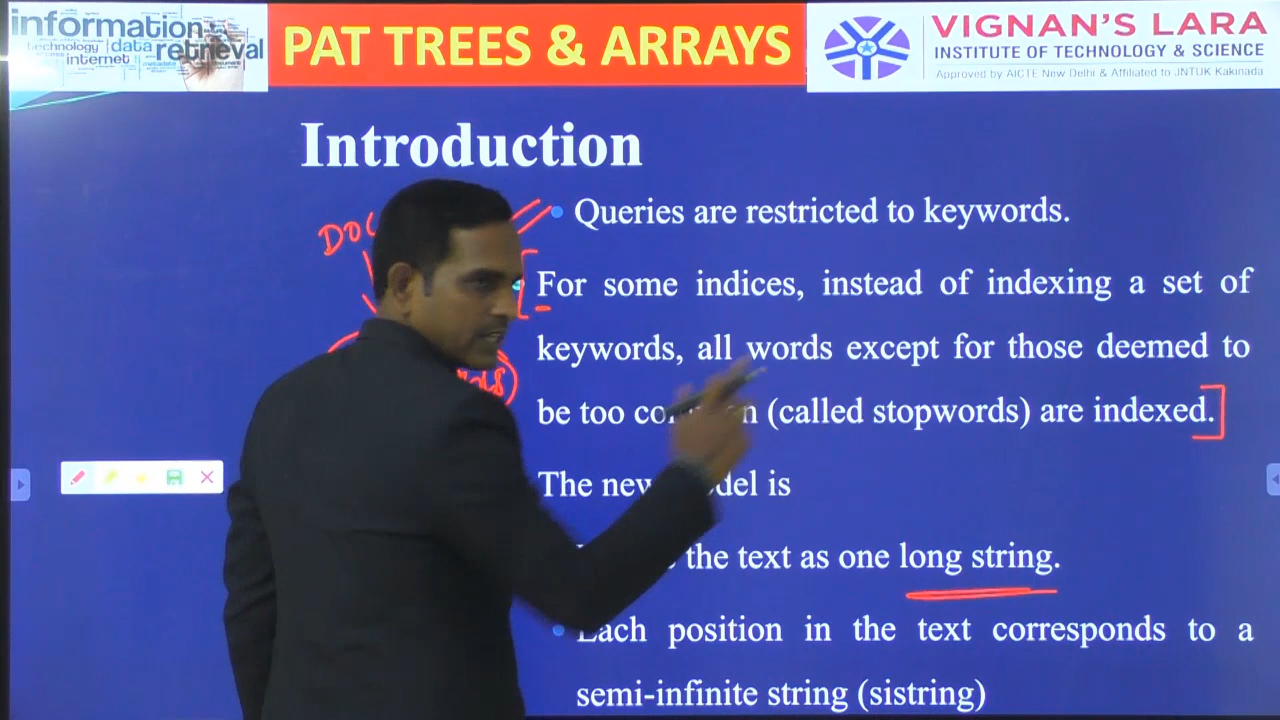 information
technology data retrieval
internet
PAT TREES & ARRAYS
VIGNAN'S LARA
INSTITUTE OF TECHNOLOGY & SCIENCE
Approved by AICTE New Delhi & Affiliated to JNTUK Kakinada
Introduction
DOC
Queries are restricted to keywords.
For some indices, instead of indexing a set of
keywords, all words except for those deemed to
be too (called stopwords) are indexed.
The new is
the text as one long string.
Each position in the text corresponds to a
semi-infinite string (sistring)